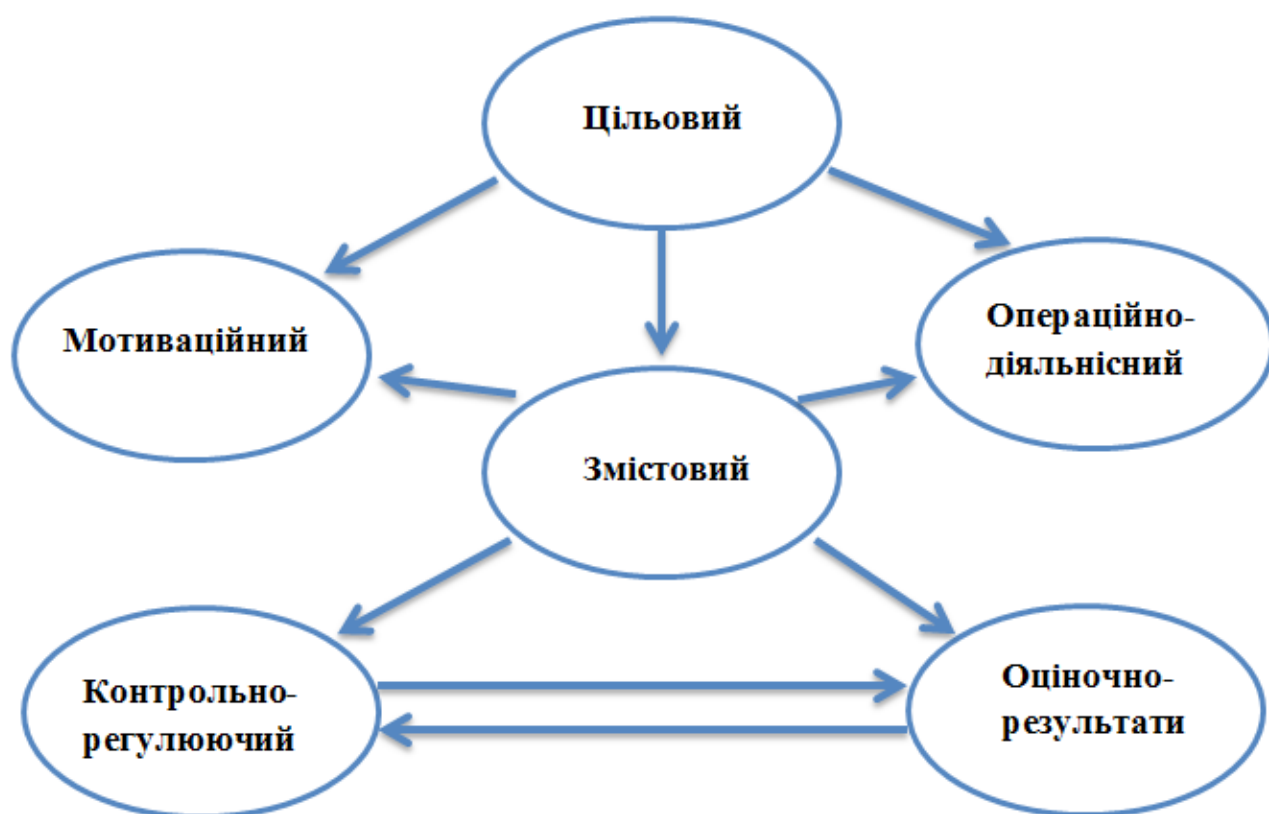 Цільовий
Мотиваційний
Операційно-
діяльнісний
Змістовий
Контрольно-
регулюючий
Оціночно-
результати